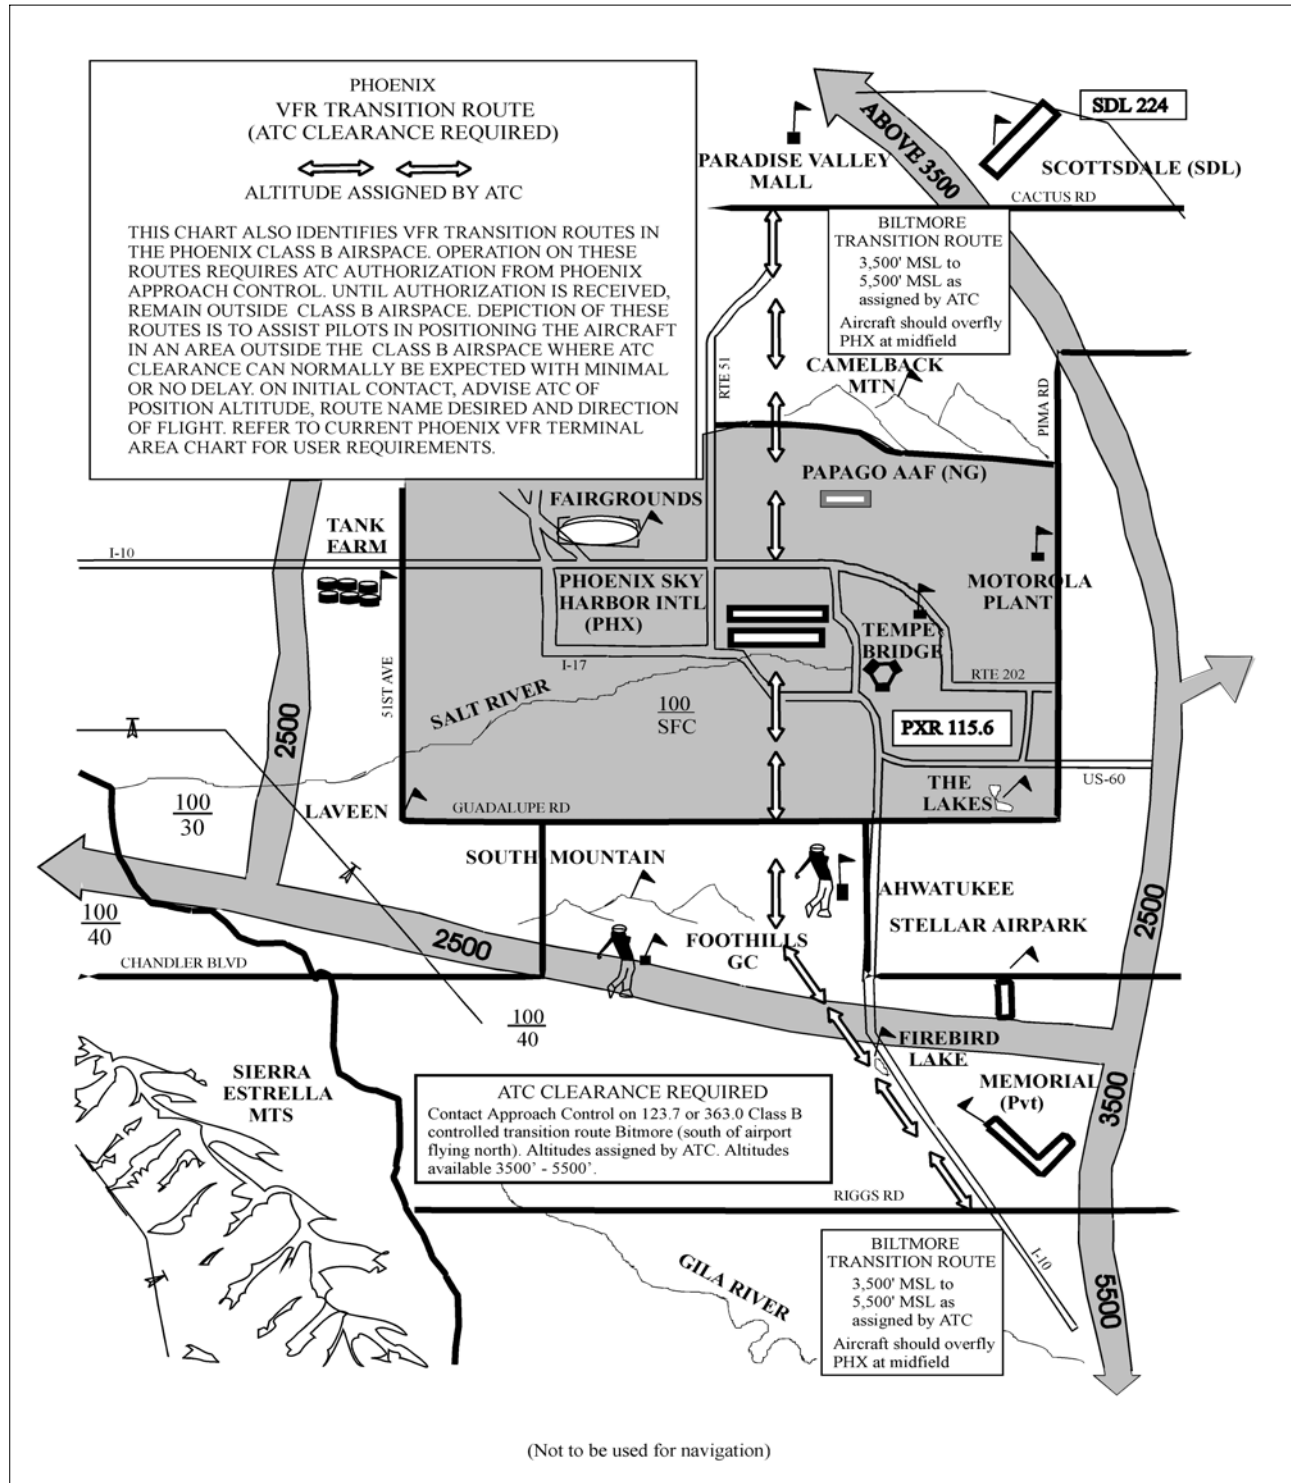 PHOENIX
VFR TRANSITION ROUTE
(ATC CLEARANCE REQUIRED)
ALTITUDE ASSIGNED BY ATC
THIS CHART ALSO IDENTIFIES VFR TRANSITION ROUTES IN
THE PHOENIX CLASS B AIRSPACE. OPERATION ON THESE
ROUTES REQUIRES ATC AUTHORIZATION FROM PHOENIX
APPROACH CONTROL. UNTIL AUTHORIZATION IS RECEIVED,
REMAIN OUTSIDE CLASS B AIRSPACE. DEPICTION OF THESE
ROUTES IS TO ASSIST PILOTS IN POSITIONING THE AIRCRAFT
IN AN AREA OUTSIDE THE CLASS B AIRSPACE WHERE ATC
CLEARANCE CAN NORMALLY BE EXPECTED WITH MINIMAL
OR NO DELAY. ON INITIAL CONTACT, ADVISE ATC OF
POSITION ALTITUDE, ROUTE NAME DESIRED AND DIRECTION
OF FLIGHT. REFER TO CURRENT PHOENIX VFR TERMINAL
AREA CHART FOR USER REQUIREMENTS.
ABOVE 3500
SDL 224
PARADISE VALLEY
MALL
SCOTTSDALE (SDL)
CACTUS RD
BILTMORE
TRANSITION ROUTE
3,500' MSL to
5,500' MSL as
assigned by ATC
Aircraft should overfly
PHX at midfield
RTE 51
CAMELBACK
MTN
PIMA RD
PAPAGO AAF (NG)
FAIRGROUNDS
TANK
FARM
I-10
PHOENIX SKY
HARBOR INTL
(PHX)
MOTOROLA
PLANT
TEMPE
BRIDGE
I-17
RTE 202
51ST AVE
SALT RIVER
100
SFC
2500
PXR 115.6
US-60
THE
LAKES
100
30
LAVEEN
GUADALUPE RD
SOUTH MOUNTAIN
AHWATUKEE
STELLAR AIRPARK
2500
100
40
2500
FOOTHILLS
GC
CHANDLER BLVD
100
40
FIREBIRD
LAKE
SIERRA
ESTRELLA
MTS
MEMORIAL
(Pvt)
3500
ATC CLEARANCE REQUIRED
Contact Approach Control on 123.7 or 363.0 Class B
controlled transition route Bitmore (south of airport
flying north). Altitudes assigned by ATC. Altitudes
available 3500’ - 5500’.
RIGGS RD
GILA RIVER
BILTMORE
TRANSITION ROUTE
3,500' MSL to
5,500' MSL as
assigned by ATC
Aircraft should overfly
PHX at midfield
I-10
5500
(Not to be used for navigation)